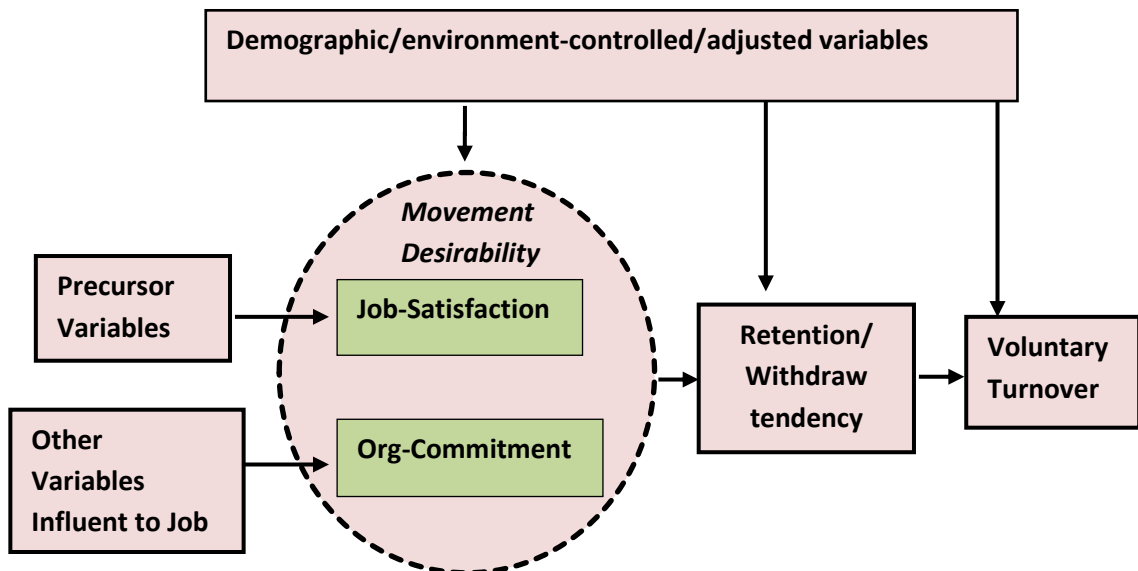 Demographic/environment-controlled/adjusted variables
Movement
Desirability
Precursor
Variables
Job-Satisfaction
Retention/
Withdraw
tendency
Voluntary
Turnover
Other
Variables
Influent to Job
Org-Commitment